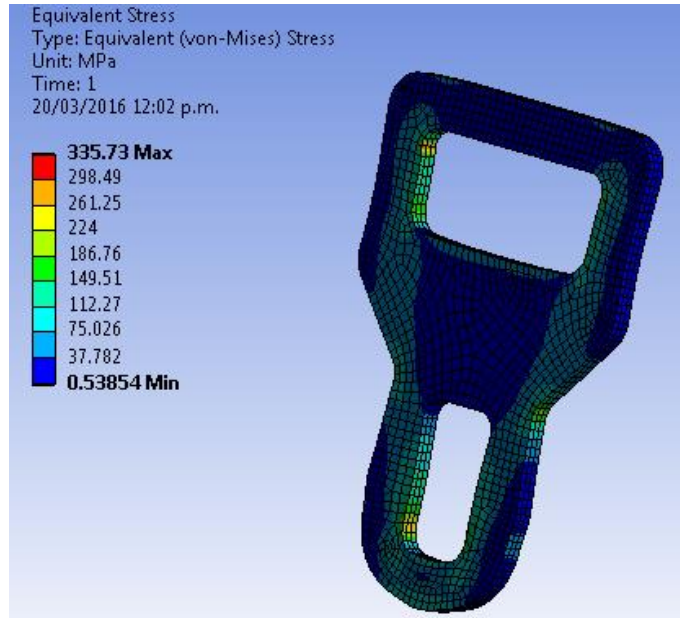 Equivalent Stress
Type: Equivalent (von-Mises) Stress
Unit: MPa
Time: 1
20/03/2016 12:02 p.m.
335.73 Max
298.49
261.25
224
186.76
149.51
112.27
75.026
37.782
0.53854 Min